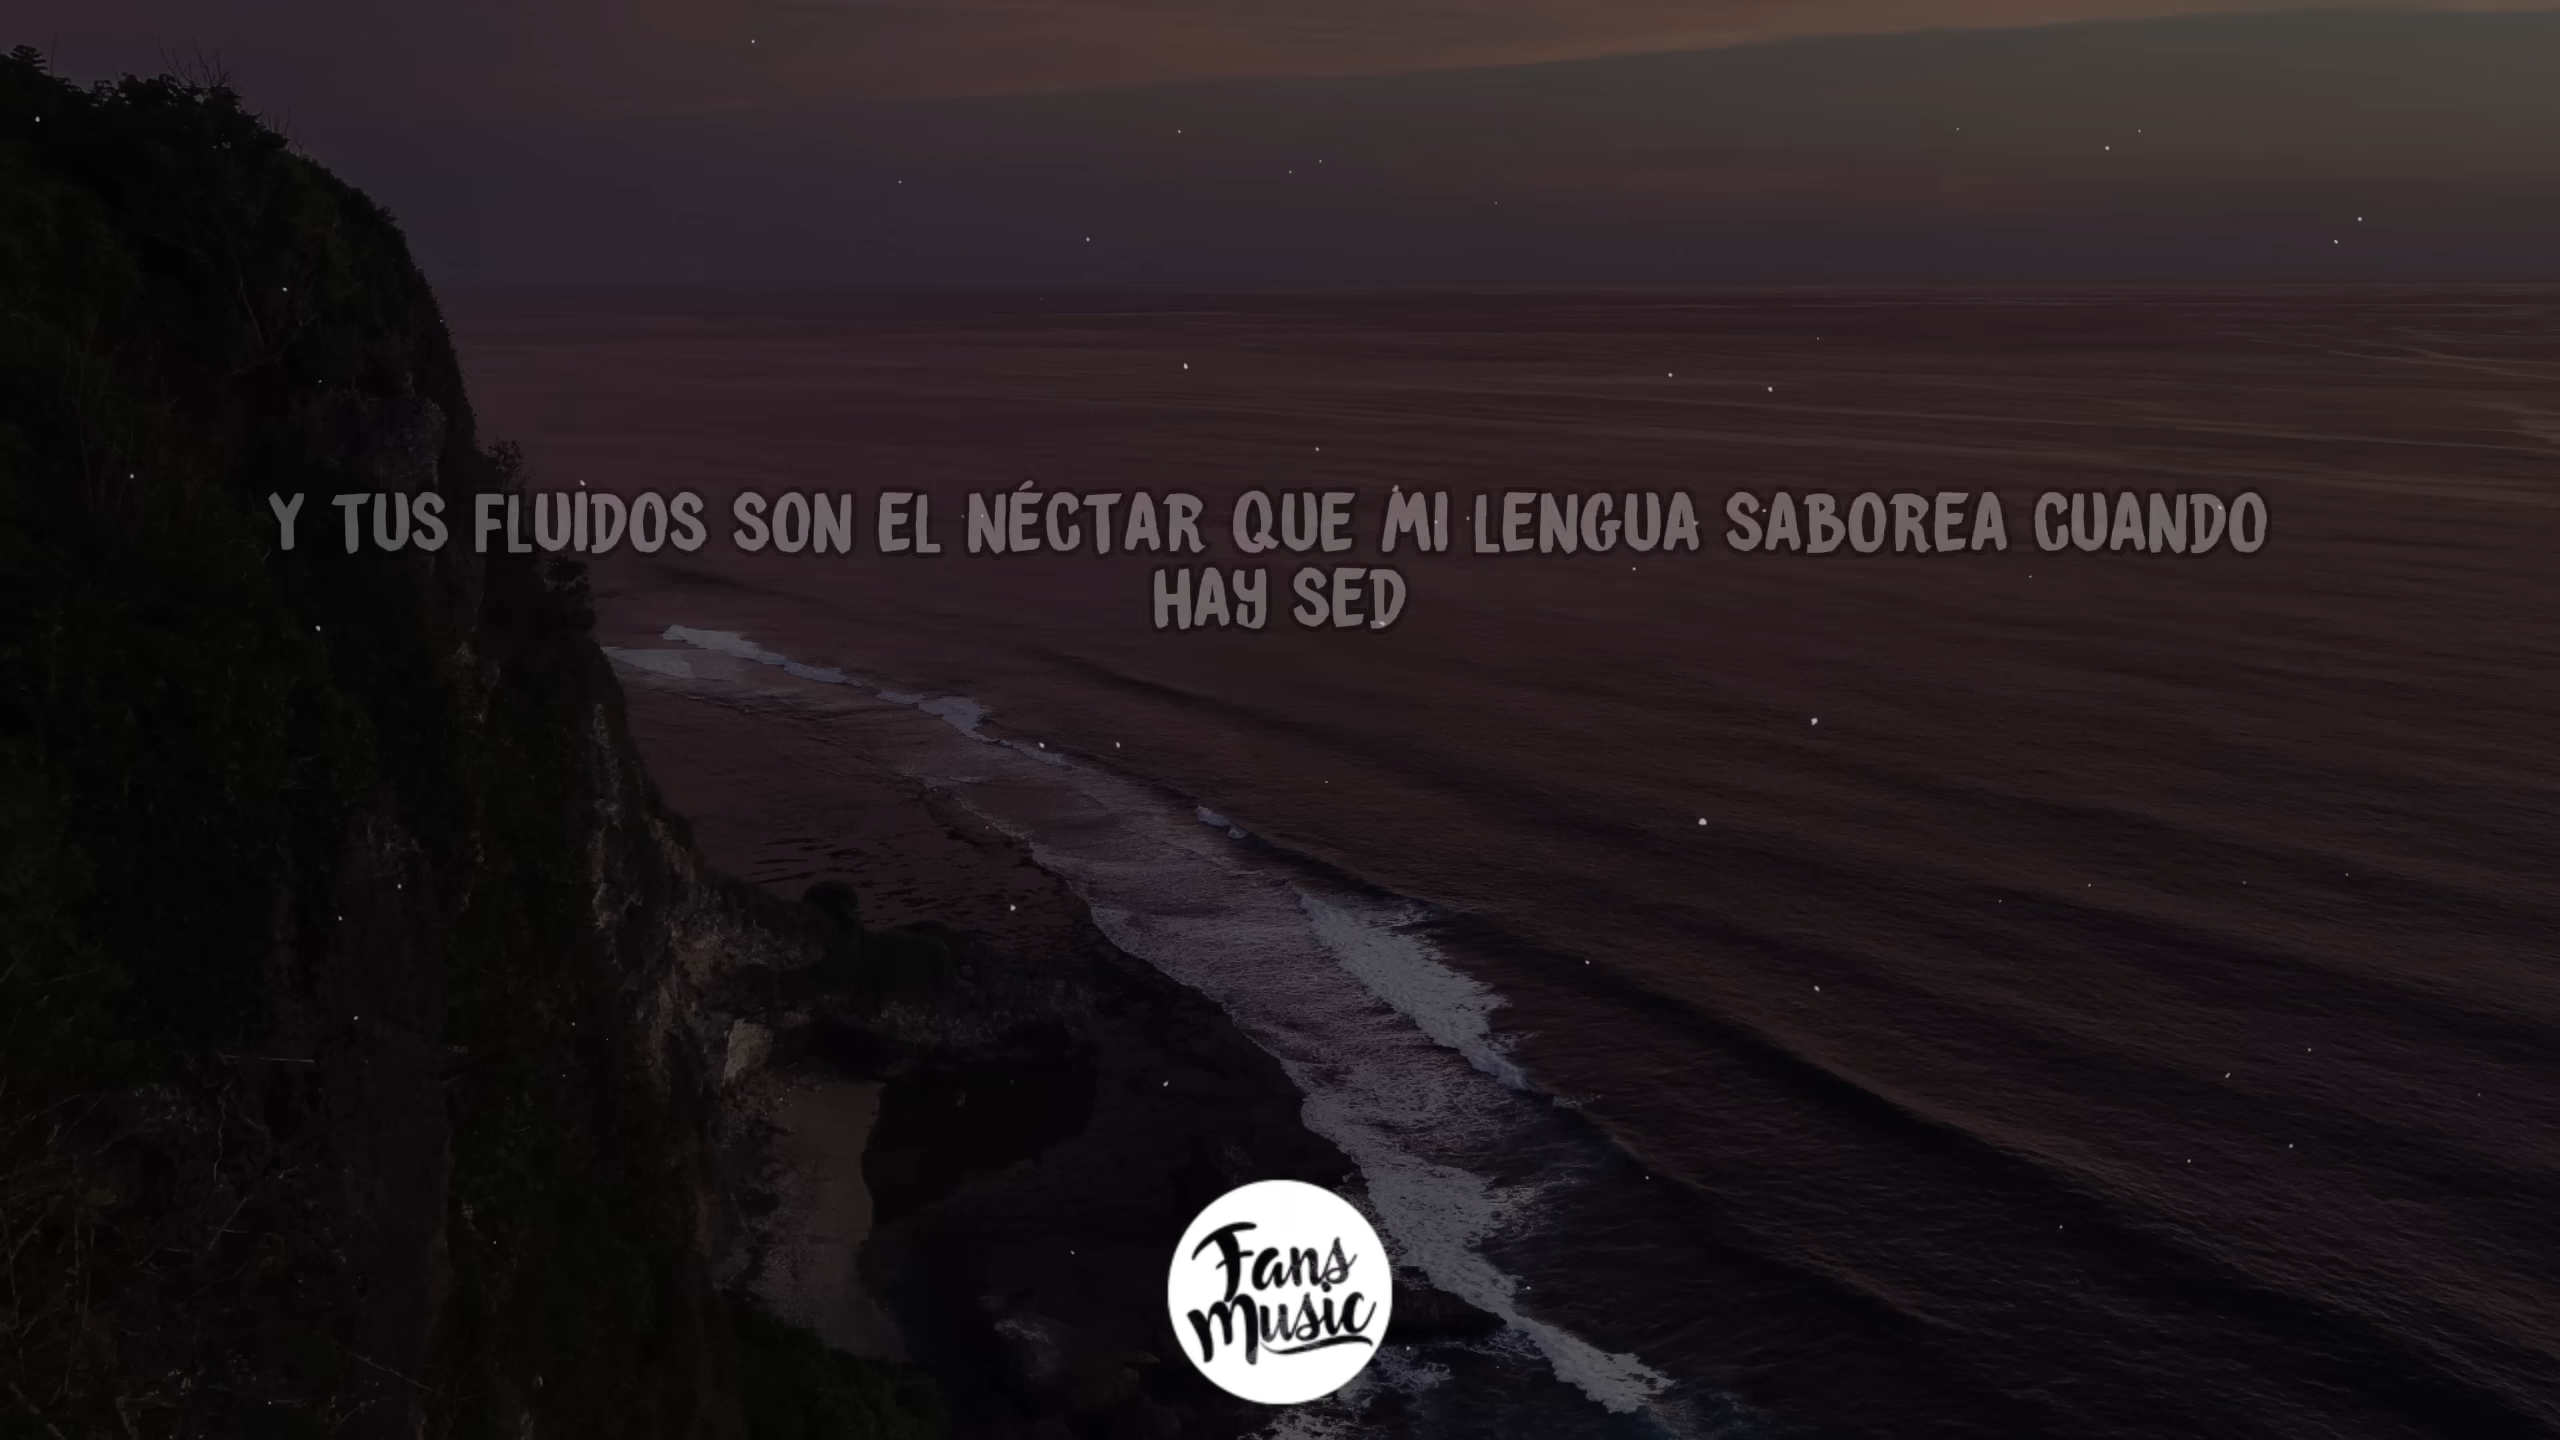 Y TUS FLUIDOS SON EL NÉCTAR QUE MI LENGUA SABOREA CUANDO
HAY SED
Fans
Music